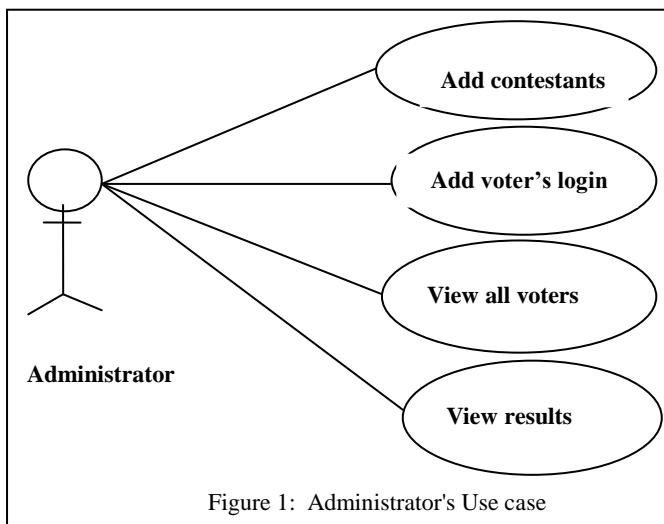 Add contestants
Add voter's login
View all voters
Administrator
View results
Figure 1: Administrator's Use case